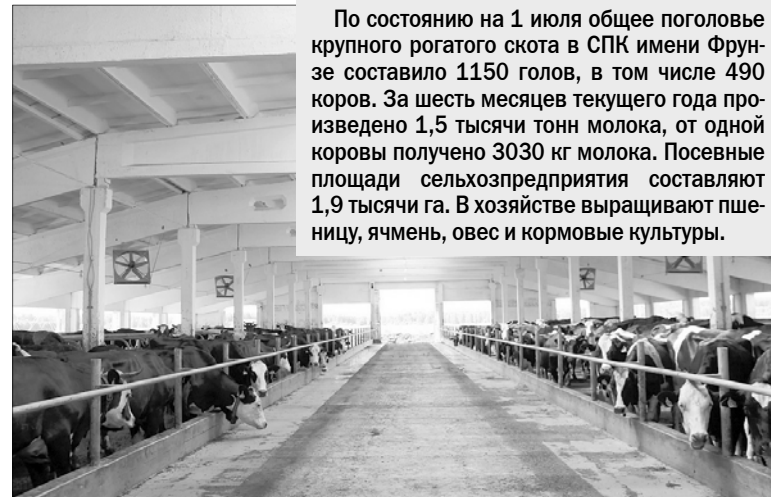 По состоянию на 1 июля общее поголовье
крупного рогатого скота в СПК имени Фрун-
зе составило 1150 голов, в том числе 490
коров. За шесть месяцев текущего года про-
изведено 1,5 тысячи тонн молока, от одной
коровы получено 3030 кг молока. Посевные
площади сельхозпредприятия составляют
1,9 тысячи га. В хозяйстве выращивают пше-
ницу, ячмень, овес и кормовые культуры.